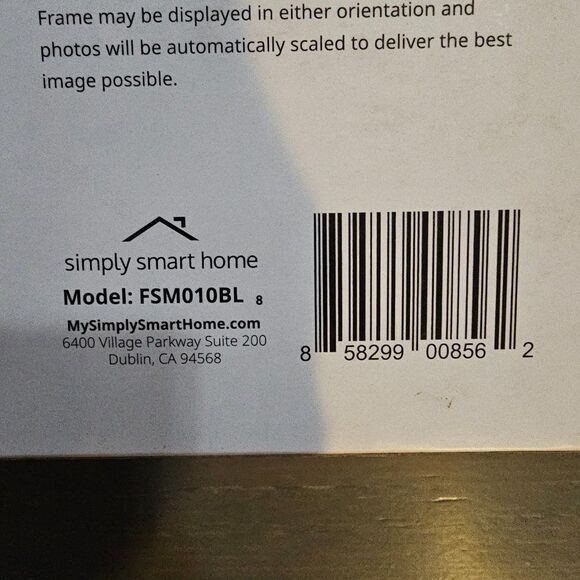 Frame may be displayed in either orientation and
photos will be automatically scaled to deliver the best
image possible.
simply smart home
Model: FSM010BL 8
MySimplySmartHome.com
6400 Village Parkway Suite 200
Dublin, CA 94568
8 58299 00856 2